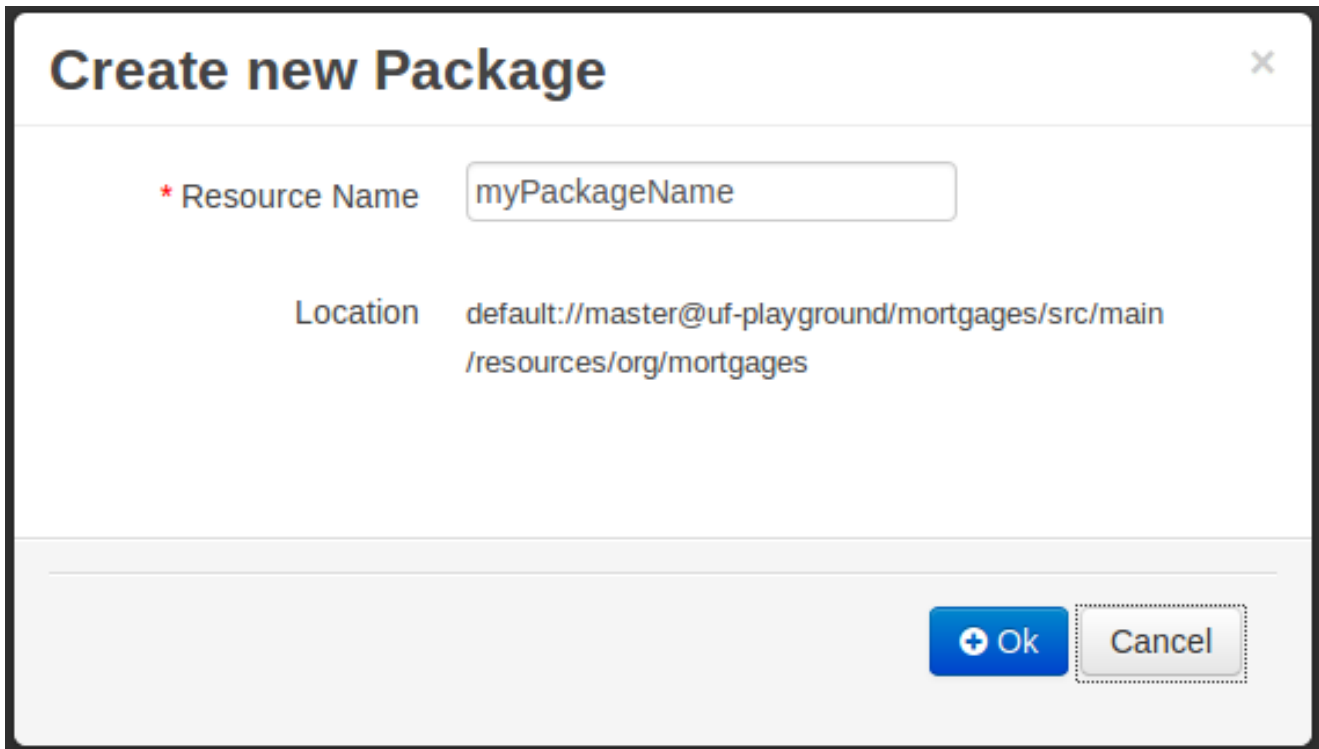 Create new Package
×
* Resource Name myPackageName
Location default://master@uf-playground/mortgages/src/main
/resources/org/mortgages
Ok Cancel